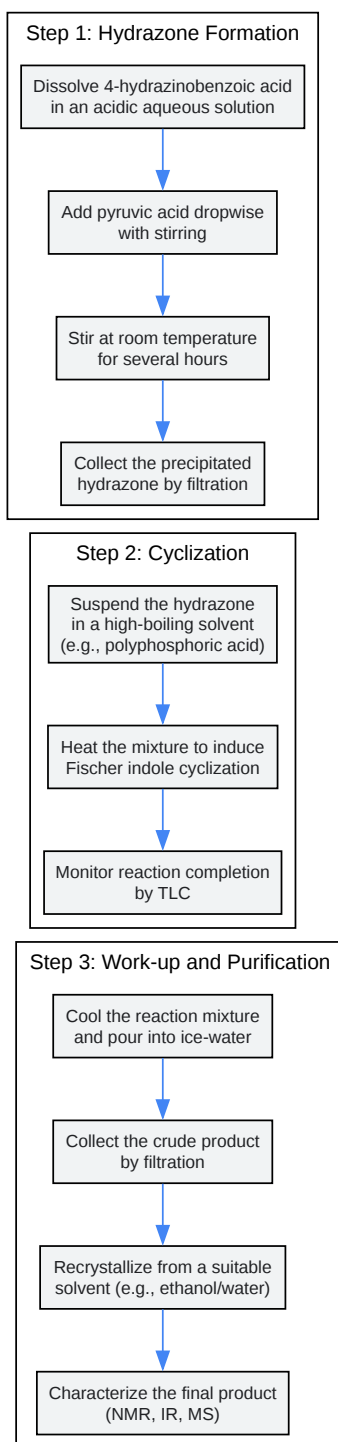 Step 1: Hydrazone Formation
Dissolve 4-hydrazinobenzoic acid
in an acidic aqueous solution
Add pyruvic acid dropwise
with stirring
Stir at room temperature
for several hours
Collect the precipitated
hydrazone by filtration
Step 2: Cyclization
Suspend the hydrazone
in a high-boiling solvent
(e.g., polyphosphoric acid)
Heat the mixture to induce
Fischer indole cyclization
Monitor reaction completion
by TLC
Step 3: Work-up and Purification
Cool the reaction mixture
and pour into ice-water
Collect the crude product
by filtration
Recrystallize from a suitable
solvent (e.g., ethanol/water)
Characterize the final product
(NMR, IR, MS)